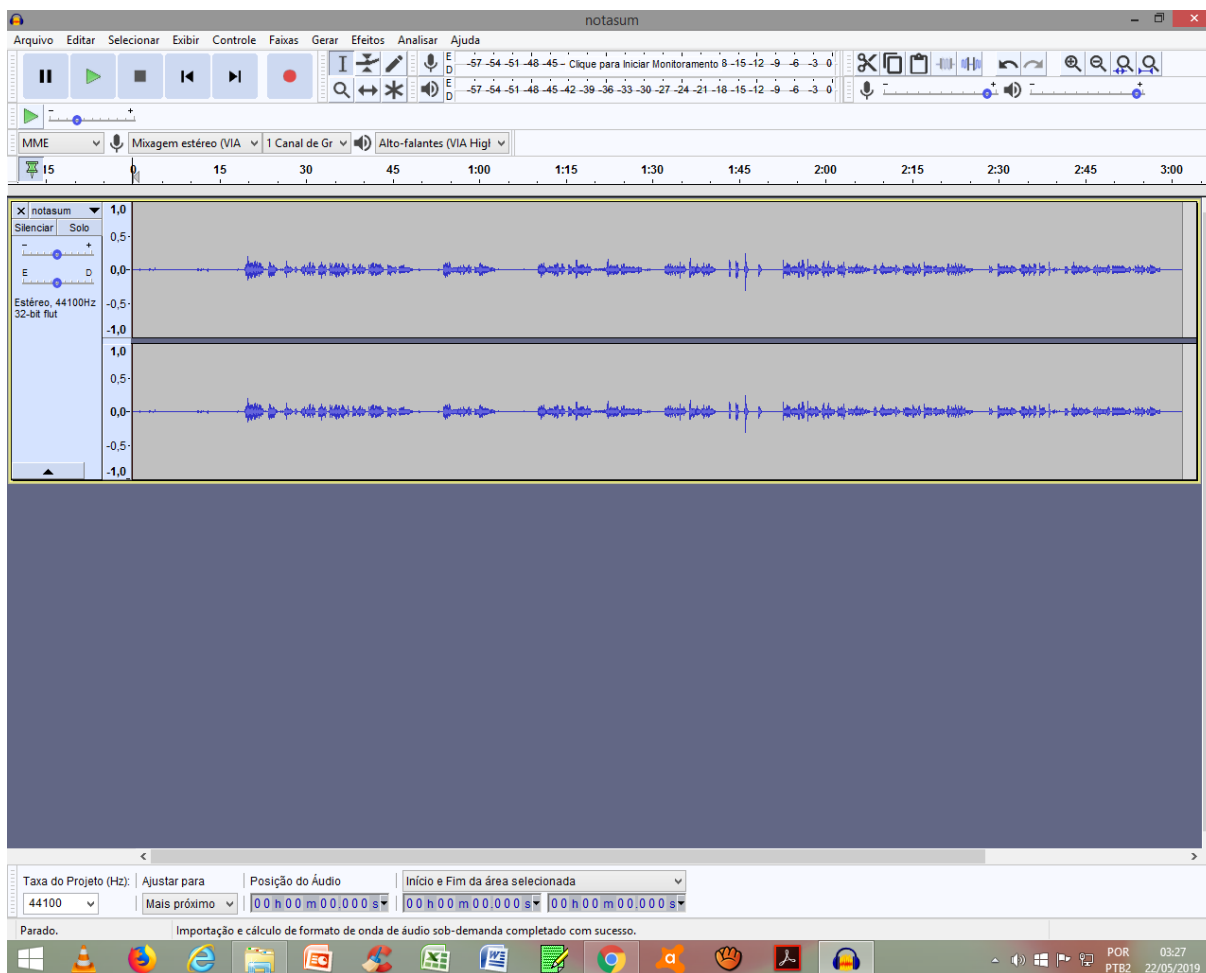 notasum
Arquivo Editar Selecionar Exibir Controle Faixas Gerar Efeitos Analisar Ajuda
E D -57 -54 -51 -48 -45 - Clique para Iniciar Monitoramento 8 -15 -12 -9 -6 -3 0
E D -57 -54 -51 -48 -45 -42 -39 -36 -33 -30 -27 -24 -21 -18 -15 -12 -9 -6 -3 0
MME Mixagem estéreo (VIA 1 Canal de Gr Alto-falantes (VIA Higl
15 0 15 30 45 1:00 1:15 1:30 1:45 2:00 2:15 2:30 2:45 3:00
notasum 1,0
Silenciar Solo
0,5
- +
E D 0,0
Estéreo, 44100Hz -0,5
32-bit flut
-1,0
1,0
0,5
0,0
-0,5
-1,0
Taxa do Projeto (Hz): Ajustar para Posição do Áudio Início e Fim da área selecionada
44100 Mais próximo 00 h 00 m 00.000 s 00 h 00 m 00.000 s 00 h 00 m 00.000 s
Parado. Importação e cálculo de formato de onda de áudio sob-demanda completado com sucesso.
POR 03:27
PTB2 22/05/2019